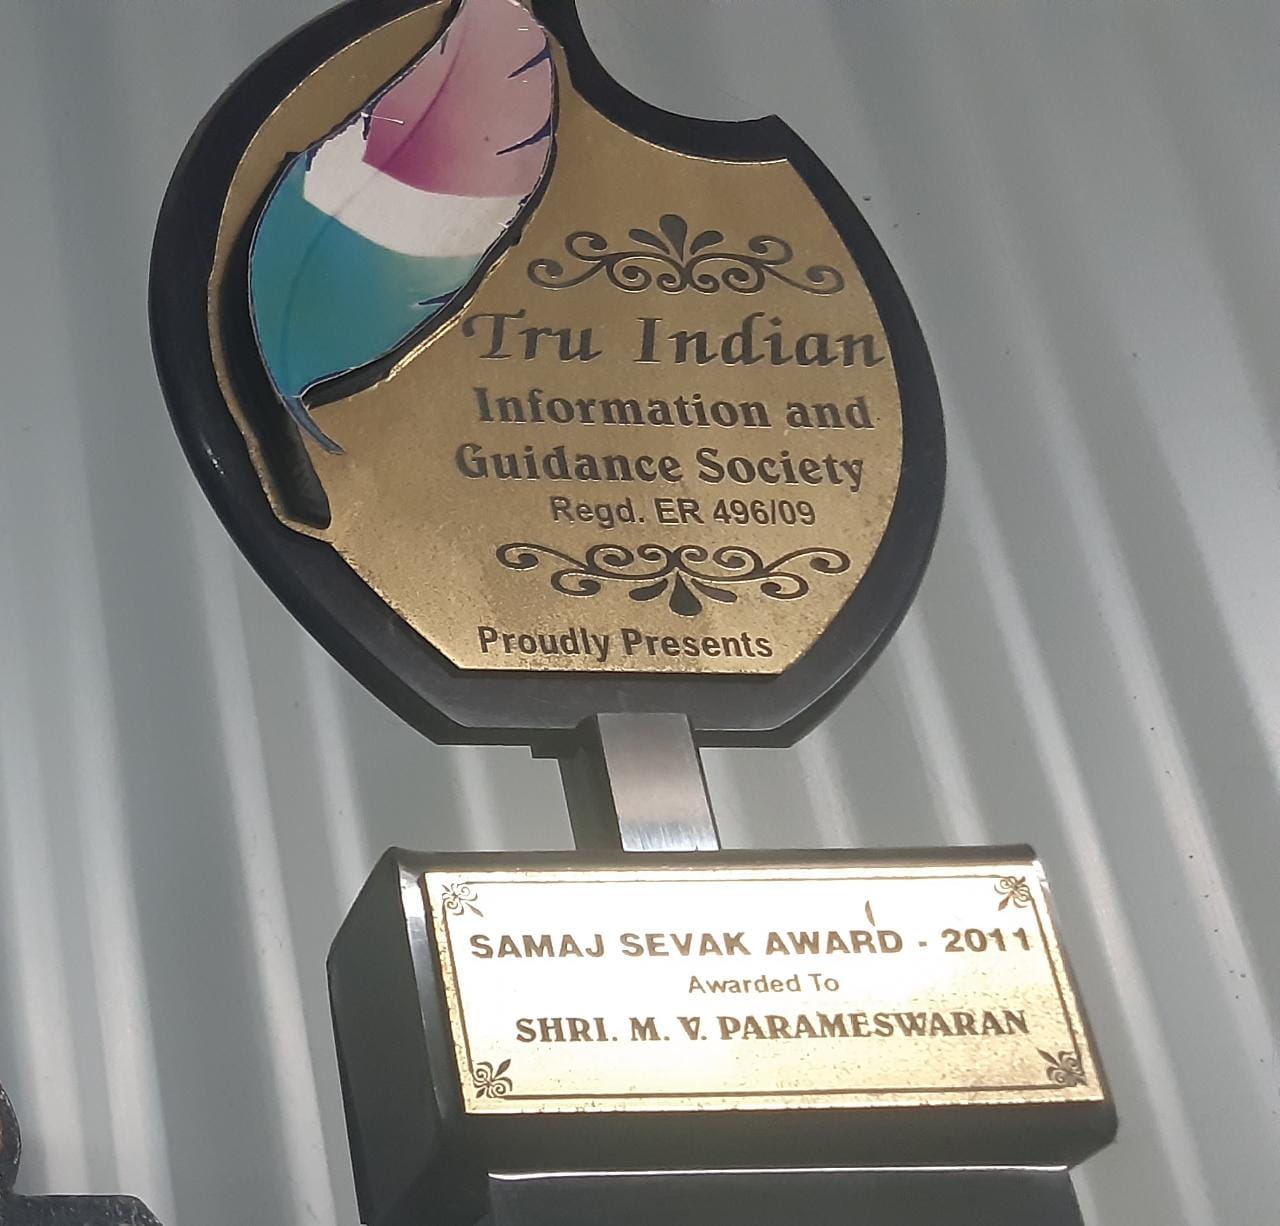 Tru Indian
Information and
Guidance Society
Regd. ER 496/09
Proudly Presents
SAMAJ SEVAK AWARD - 2011
Awarded To
SHRI. M. V. PARAMESWARAN